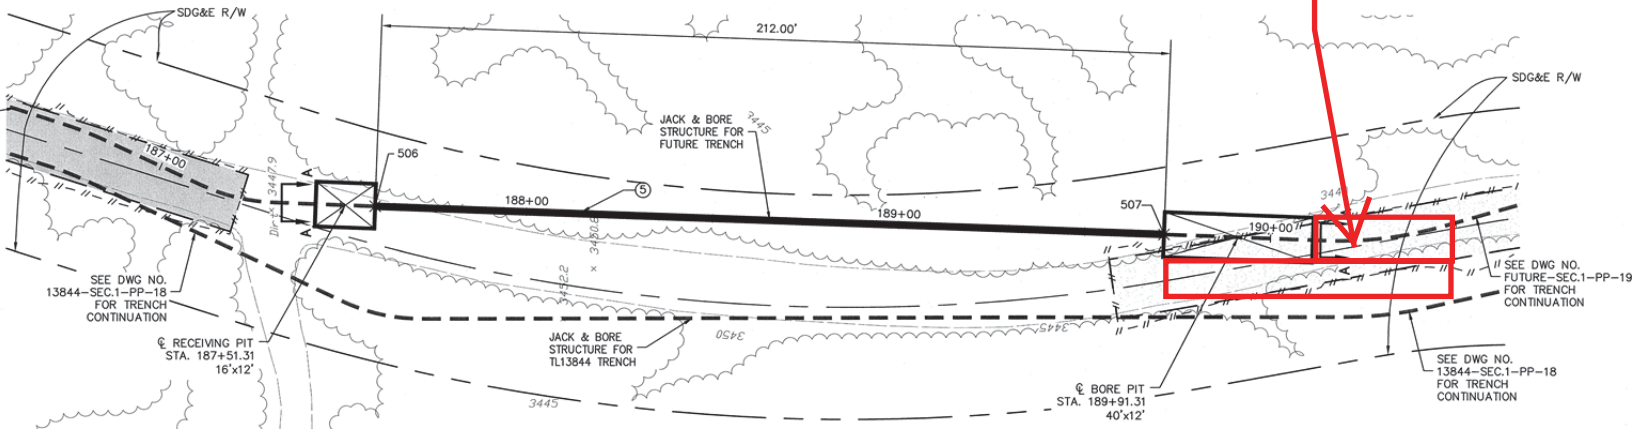 SDG&E R/W
212.00'
SDG&E R/W
JACK & BORE
STRUCTURE FOR
FUTURE TRENCH
3445
187+00
506
3447.9
A
A
5
188+00
189+00
507
190+00
A
3450.8
×
3452.2
SEE DWG NO.
13844-SEC.1-PP-18
FOR TRENCH
CONTINUATION
SEE DWG NO.
FUTURE-SEC.1-PP-19
FOR TRENCH
CONTINUATION
₵ RECEIVING PIT
STA. 187+51.31
16'x12'
JACK & BORE
STRUCTURE FOR
TL13844 TRENCH
3450
3445
3445
₵ BORE PIT
STA. 189+91.31
40'x12'
SEE DWG NO.
13844-SEC.1-PP-18
FOR TRENCH
CONTINUATION